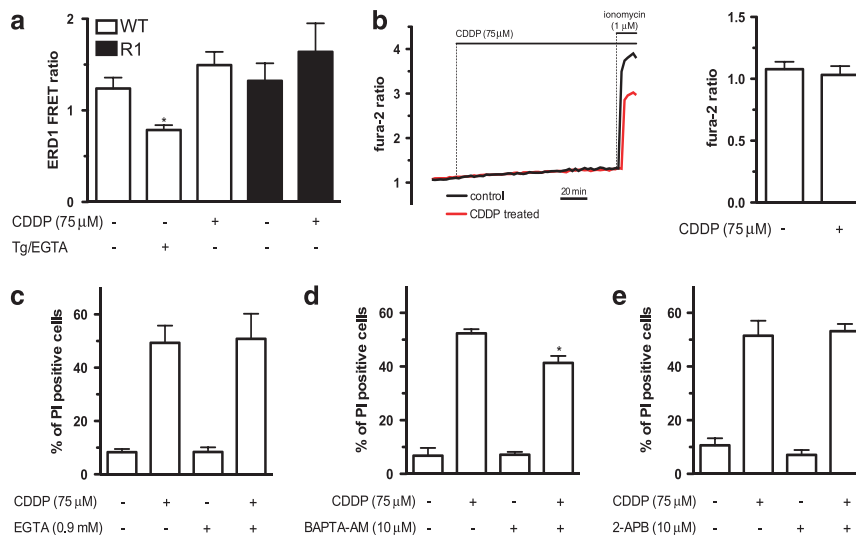 a
WT
R1
ERD1 FRET ratio
2
1
0
*
CDDP (75 μM) - - + - +
Tg/EGTA +
b
fura-2 ratio
4
3
2
1
CDDP (75 μM)
ionomycin
(1 μM)
control
CDDP treated
20 min
fura-2 ratio
1.5
1.0
0.5
0.0
CDDP (75 μM) - +
c
% of PI positive cells
60
40
20
0
CDDP (75 μM) - + - +
EGTA (0.9 mM) - - + +
d
% of PI positive cells
60
40
20
0
*
CDDP (75 μM) - + - +
BAPTA-AM (10 μM) - - + +
e
% of PI positive cells
60
40
20
0
CDDP (75 μM) - + - +
2-APB (10 μM) - - + +